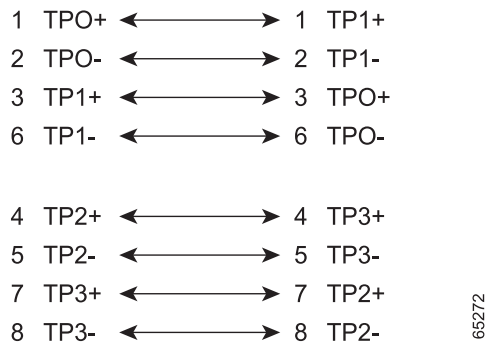 1 TPO+ 1 TP1+
2 TPO- 2 TP1-
3 TP1+ 3 TPO+
6 TP1- 6 TPO-
4 TP2+ 4 TP3+
5 TP2- 5 TP3-
7 TP3+ 7 TP2+
8 TP3- 8 TP2-
65272